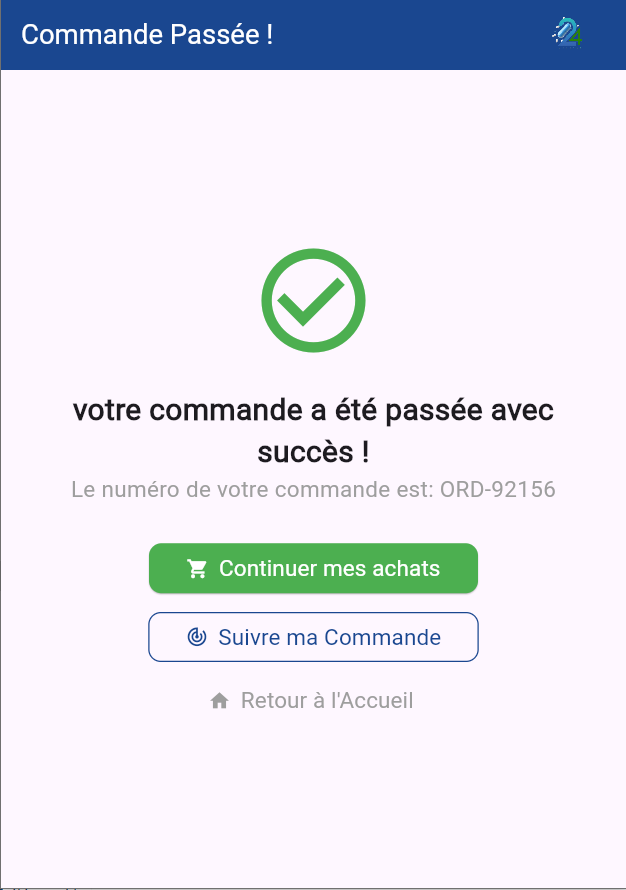 Commande Passée !
votre commande a été passée avec
succès !
Le numéro de votre commande est: ORD-92156
Continuer mes achats
Suivre ma Commande
Retour à l'Accueil